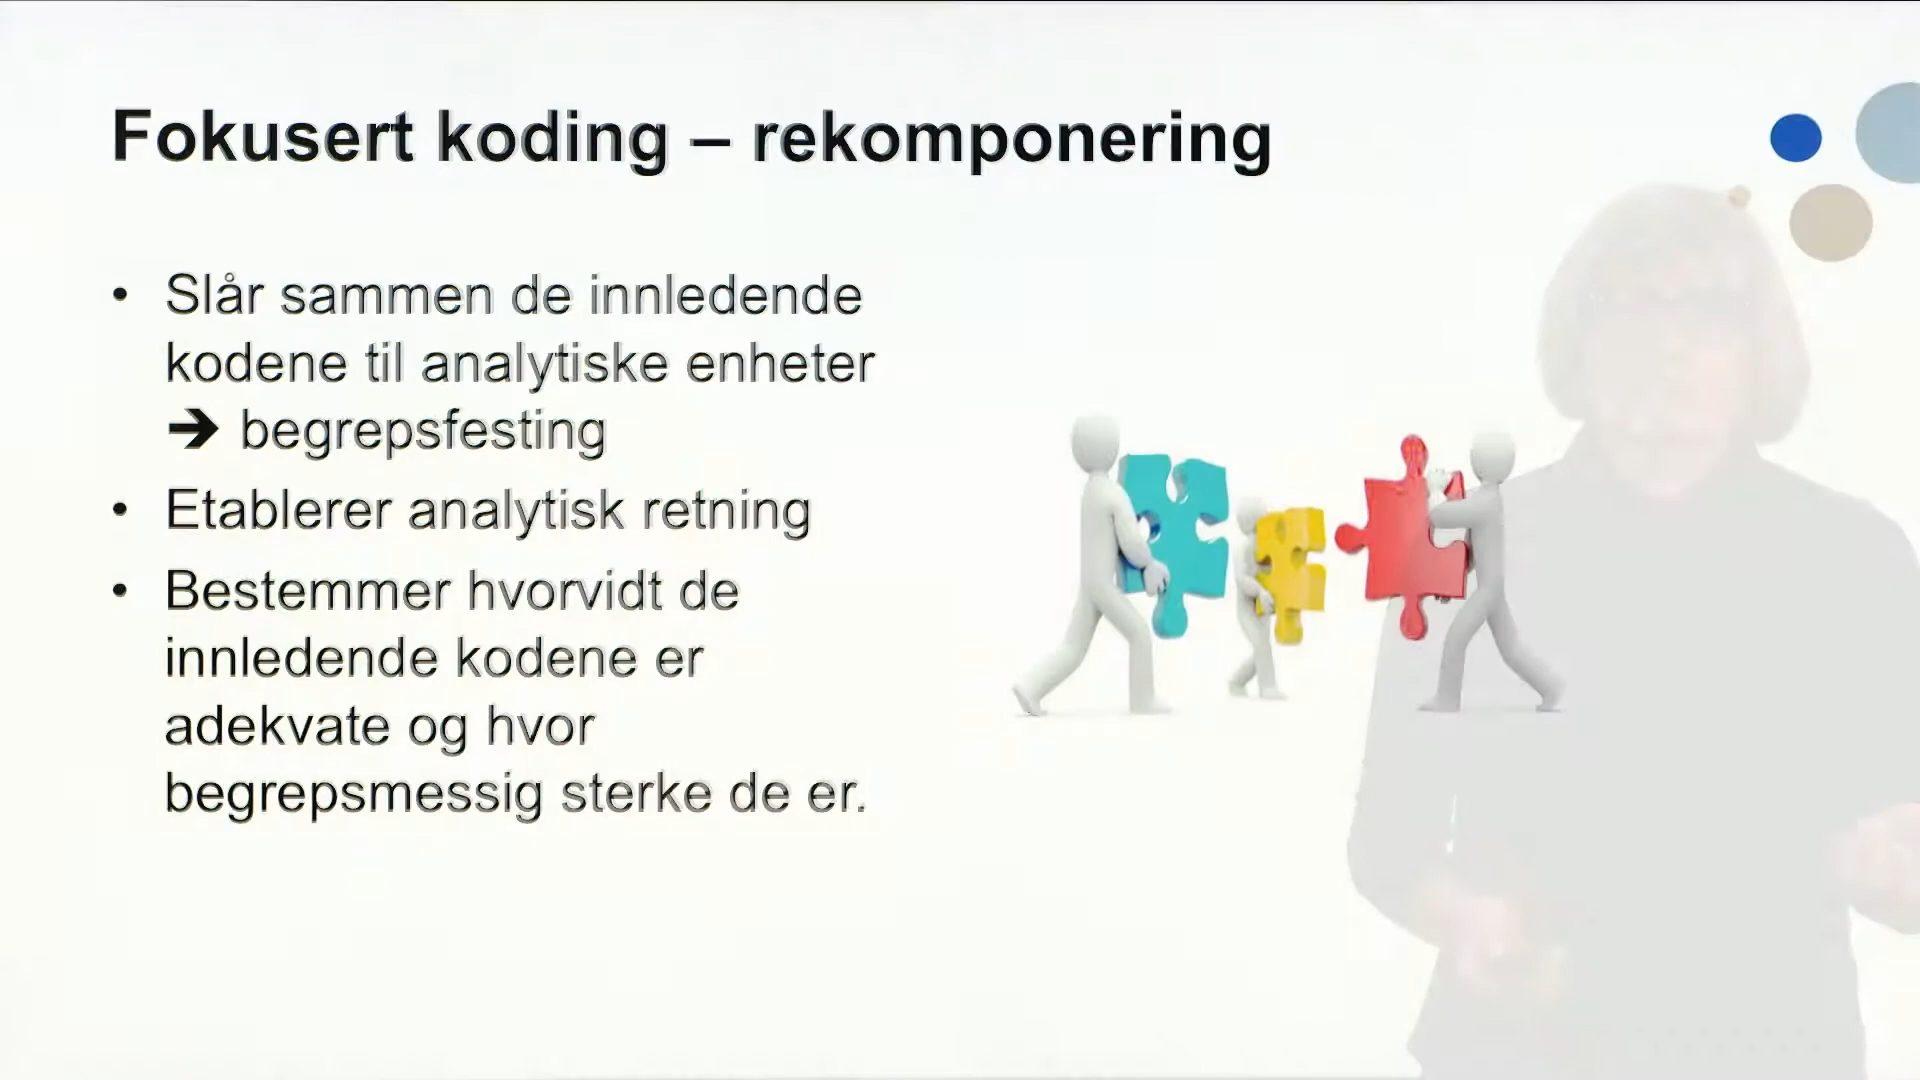 Fokusert koding – rekomponering
• Slår sammen de innledende
kodene til analytiske enheter
➔ begrepsfesting
• Etablerer analytisk retning
• Bestemmer hvorvidt de
innledende kodene er
adekvate og hvor
begrepsmessig sterke de er.